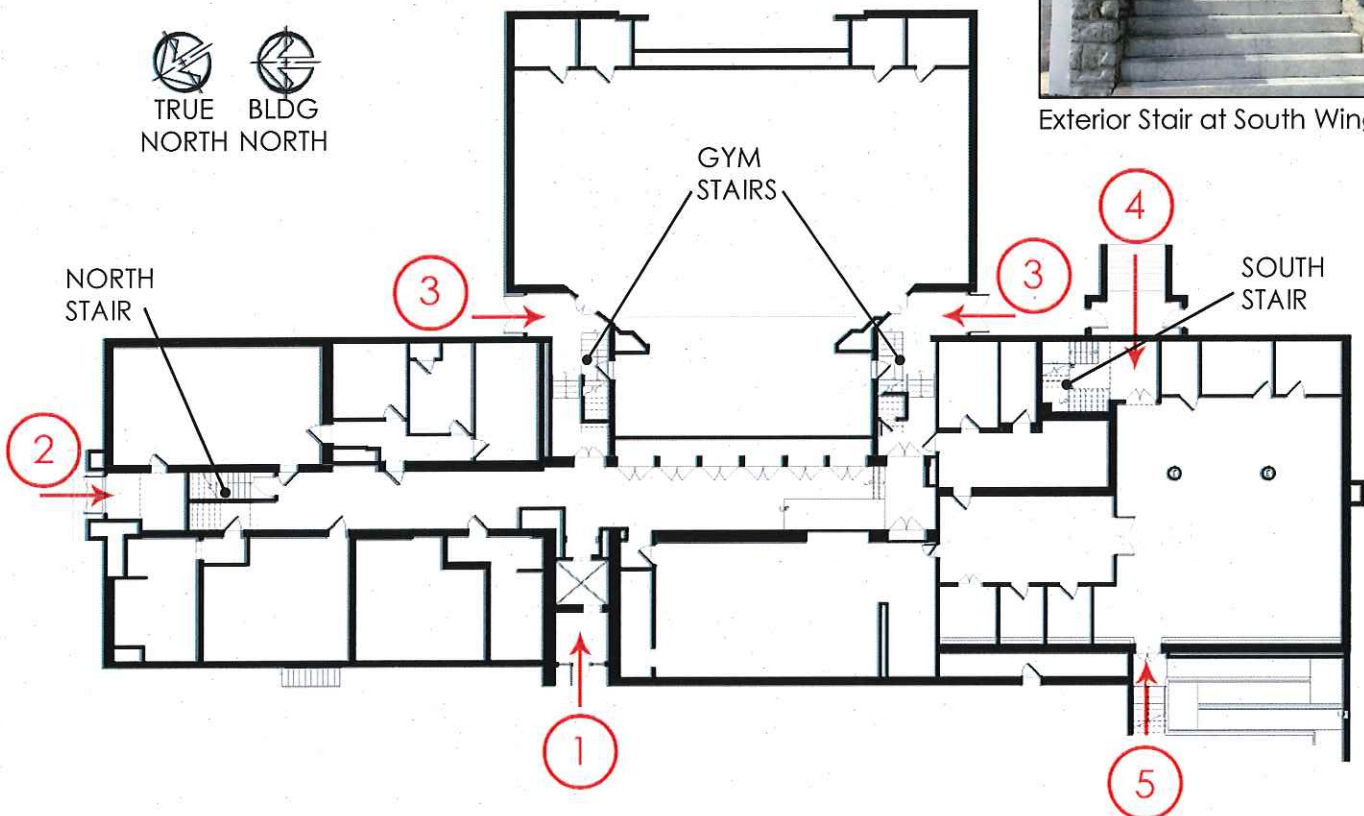 TRUE
NORTH
BLDG
NORTH
Exterior Stair at South Wing
GYM
STAIRS
4
NORTH
STAIR
3
3
SOUTH
STAIR
2
1
5